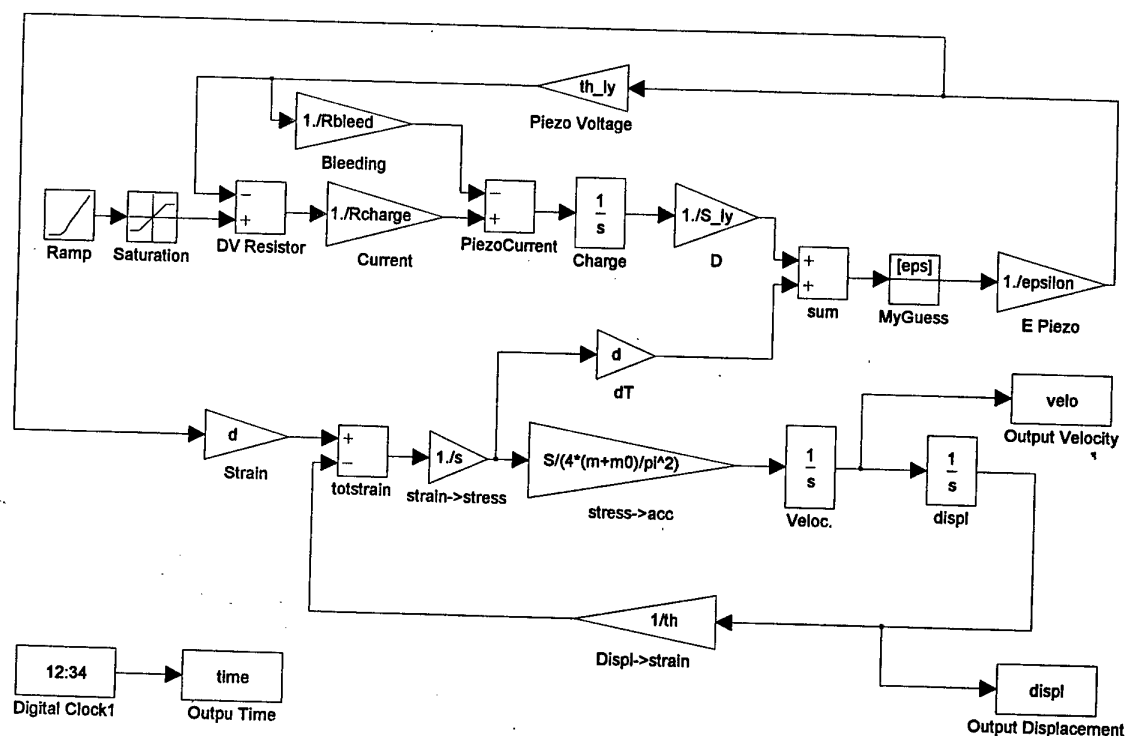 th_ly
Piezo Voltage
1./Rbleed
Bleeding
Ramp
Saturation
−
+
DV Resistor
1./Rcharge
Current
−
+
PiezoCurrent
1
s
Charge
1./S_ly
D
+
+
sum
[eps]
MyGuess
1./epsilon
E Piezo
d
dT
velo
Output Velocity
d
Strain
+
−
totstrain
1./s
strain->stress
S/(4*(m+m0)/pi^2)
stress->acc
1
s
Veloc.
1
s
displ
1/th
Displ->strain
12:34
Digital Clock1
time
Outpu Time
displ
Output Displacement